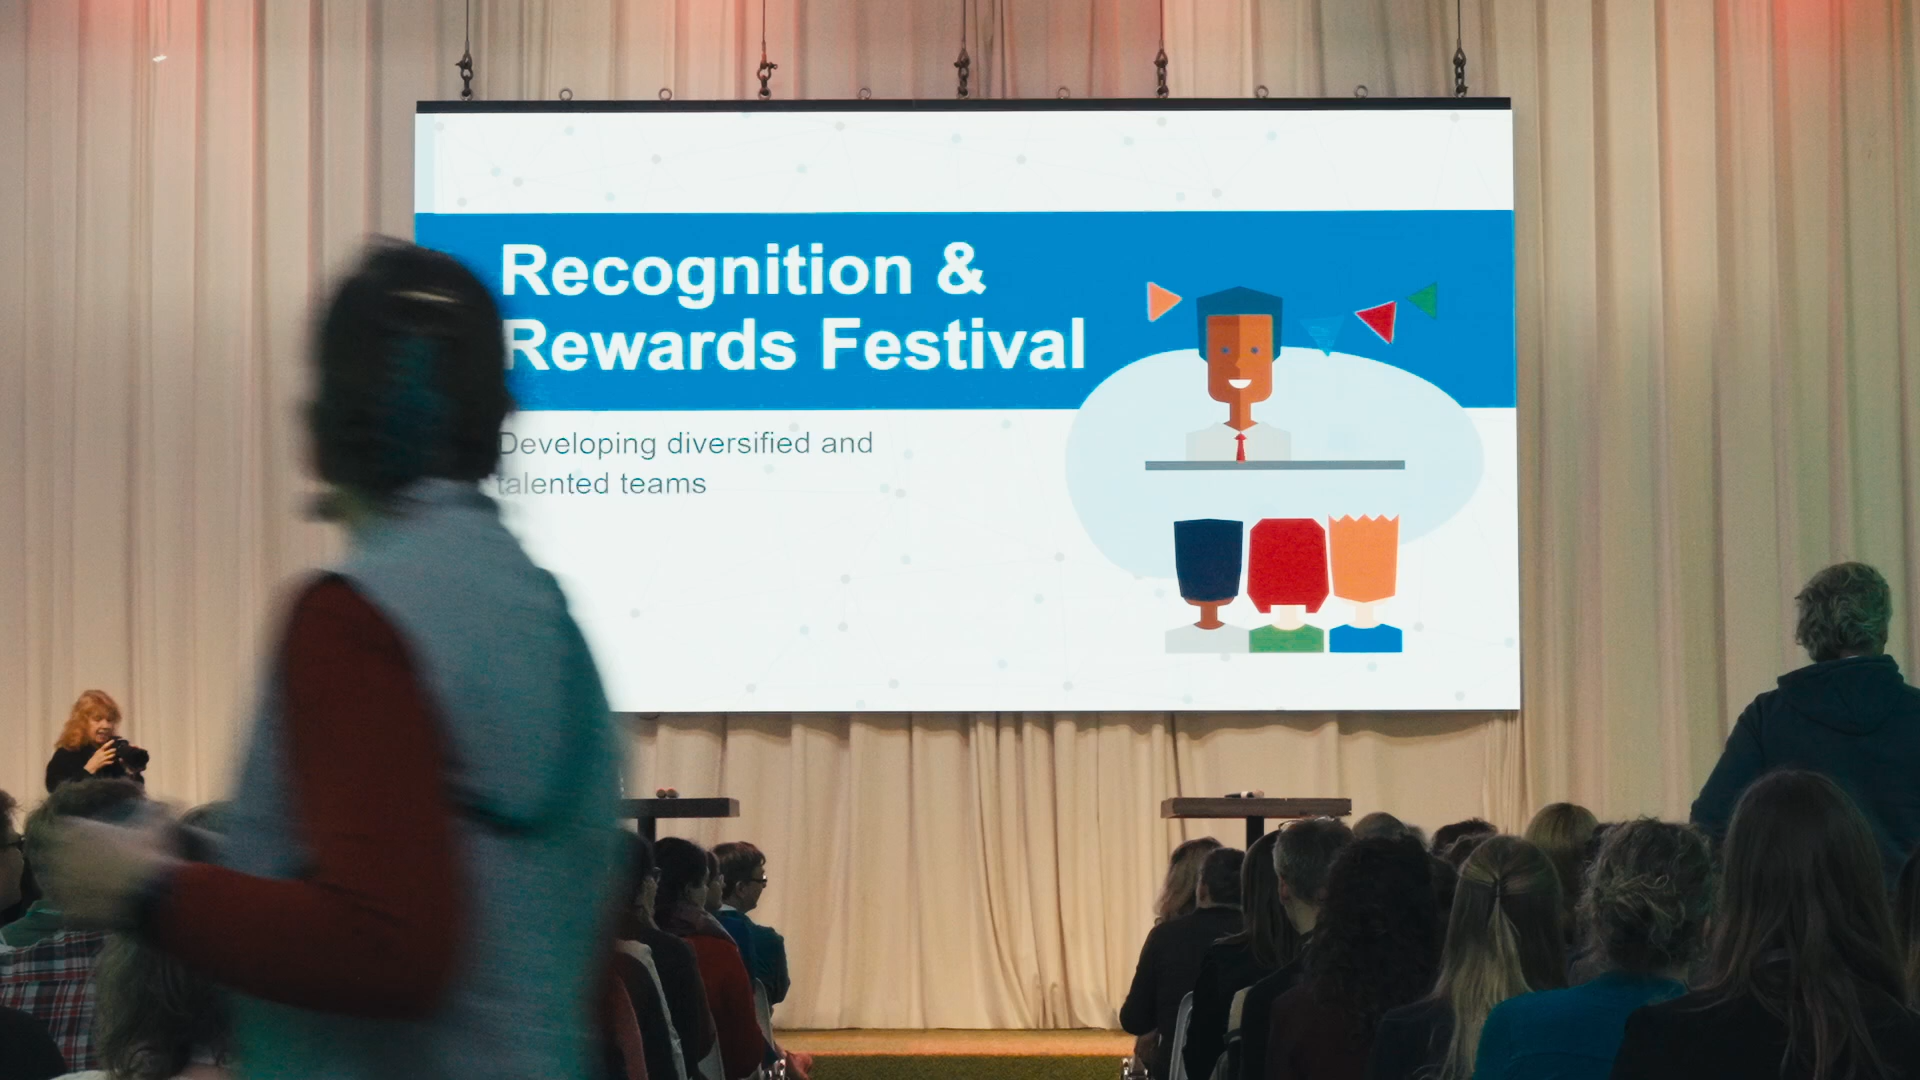 Recognition &
Rewards Festival
Developing diversified and
talented teams